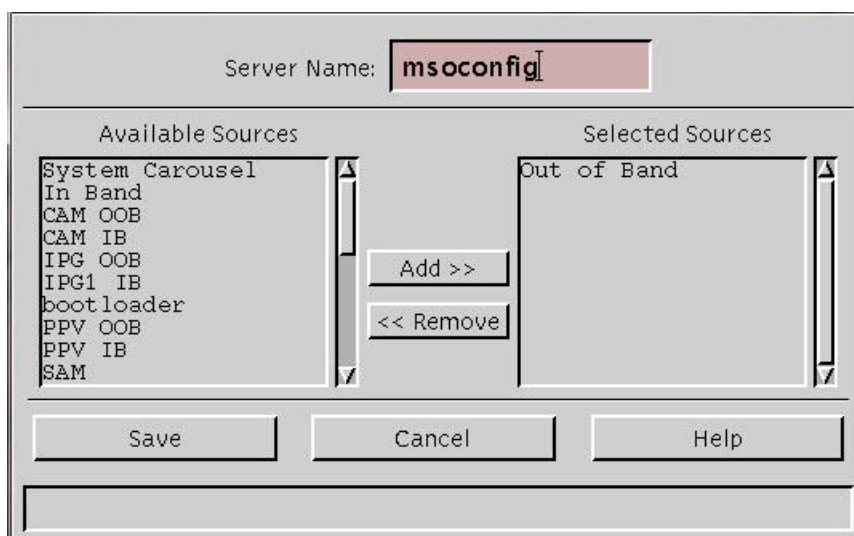 Server Name: msoconfig
Available Sources
System Carousel
In Band
CAM OOB
CAM IB
IPG OOB
IPG1 IB
bootloader
PPV OOB
PPV IB
SAM
Add >>
<< Remove
Selected Sources
Out of Band
Save
Cancel
Help